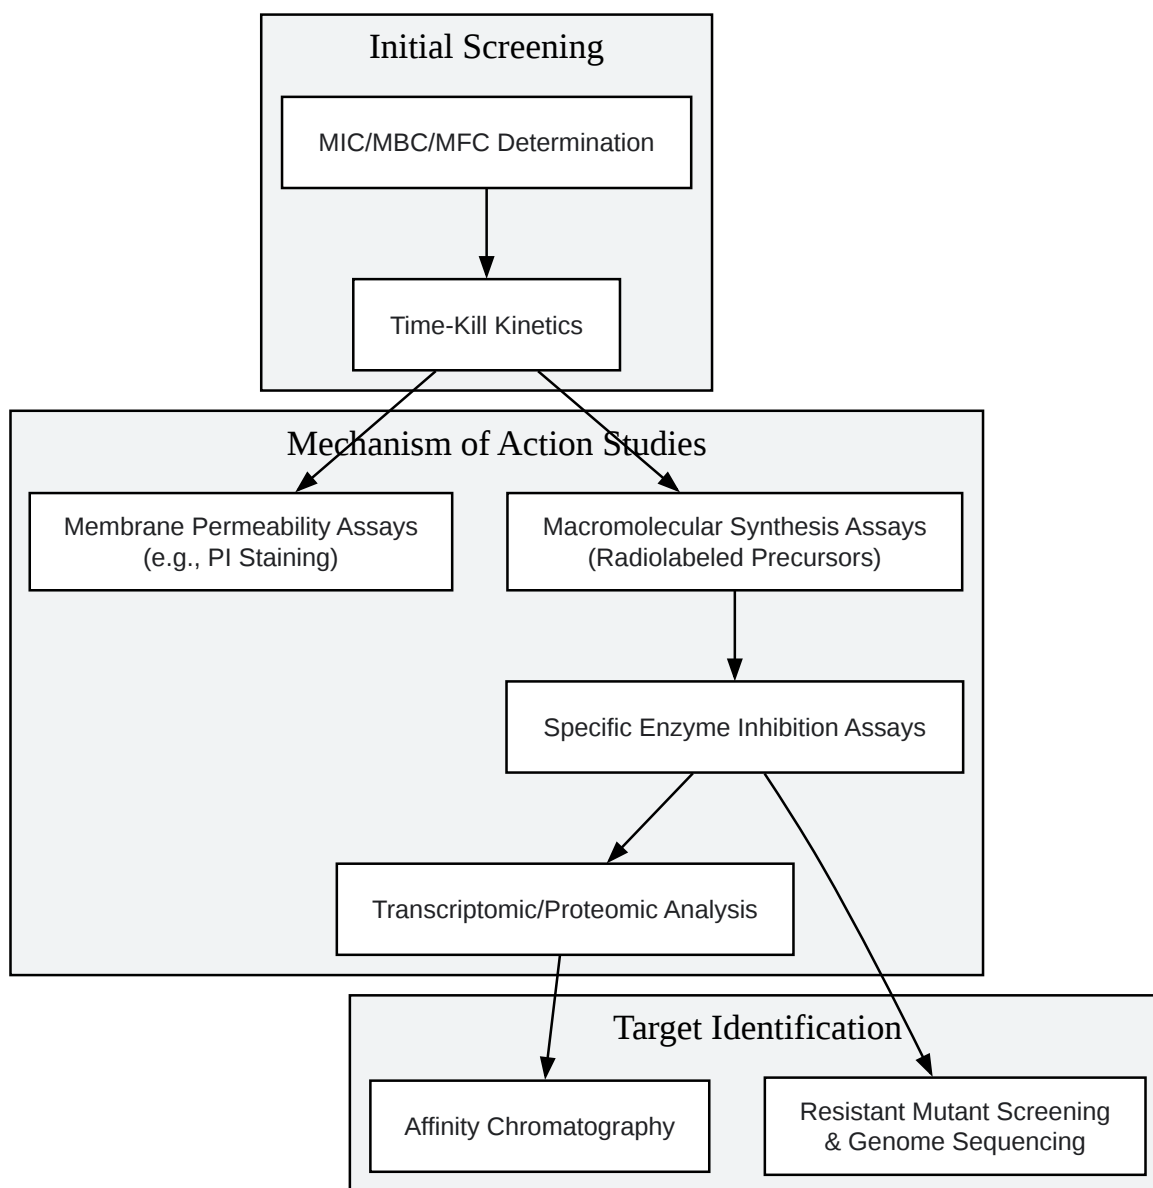 Initial Screening
MIC/MBC/MFC Determination
Time-Kill Kinetics
Mechanism of Action Studies
Membrane Permeability Assays
(e.g., PI Staining)
Macromolecular Synthesis Assays
(Radiolabeled Precursors)
Specific Enzyme Inhibition Assays
Transcriptomic/Proteomic Analysis
Target Identification
Affinity Chromatography
Resistant Mutant Screening
& Genome Sequencing